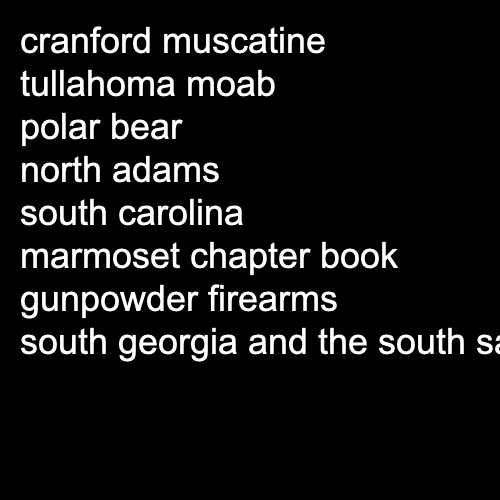 cranford muscatine
tullahoma moab
polar bear
north adams
south carolina
marmoset chapter book
gunpowder firearms
south georgia and the south